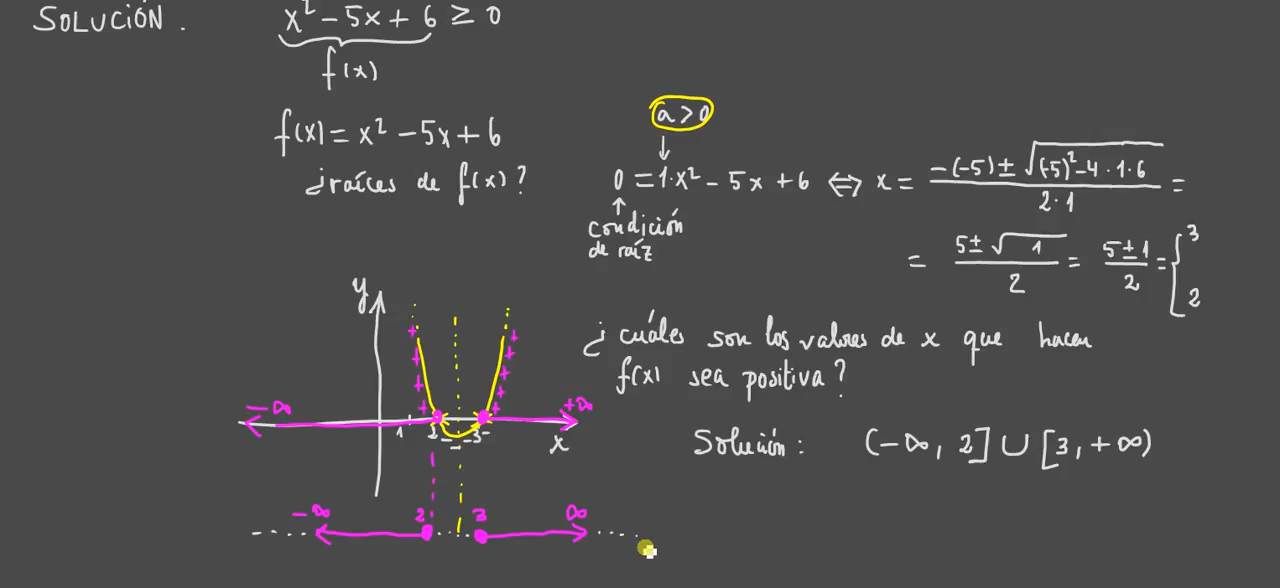 SOLUCIÓN. x² - 5x + 6 ≥ 0
f(x)
f(x) = x² - 5x + 6
¿raíces de f(x)?
a > 0
↓
0 = 1·x² - 5x + 6 ⇔ x = (-(-5) ± √((-5)² - 4·1·6)) / (2·1) =
↑
condición
de raíz
= (5 ± √1) / 2 = (5 ± 1) / 2 = { 3
2
¿cuáles son los valores de x que hacen
f(x) sea positiva?
Solución: (-∞, 2] ∪ [3, +∞)
y
+ + + + + + + +
-∞ +∞
1 2 - - - 3 - x
-∞ 2 3 ∞